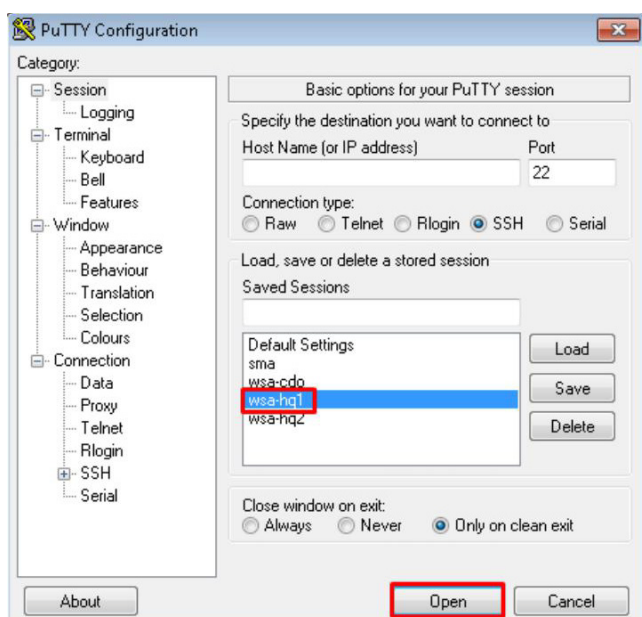 PuTTY Configuration
Category:
Session
Logging
Terminal
Keyboard
Bell
Features
Window
Appearance
Behaviour
Translation
Selection
Colours
Connection
Data
Proxy
Telnet
Rlogin
SSH
Serial
Basic options for your PuTTY session
Specify the destination you want to connect to
Host Name (or IP address) Port
22
Connection type:
Raw Telnet Rlogin SSH Serial
Load, save or delete a stored session
Saved Sessions
Default Settings
sma
wsa-cdo
wsa-hq1
wsa-hq2
Load
Save
Delete
Close window on exit:
Always Never Only on clean exit
About Open Cancel